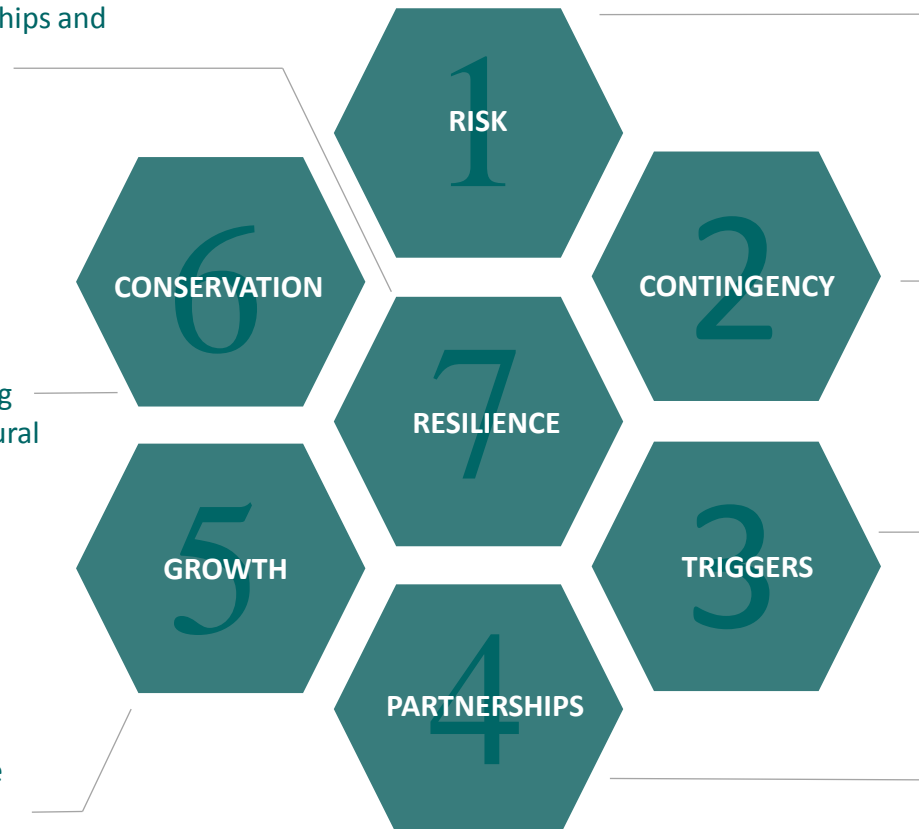 hips and
1
RISK
6
CONSERVATION
2
CONTINGENCY
g
ural
7
RESILIENCE
5
GROWTH
3
TRIGGERS
4
PARTNERSHIPS
e